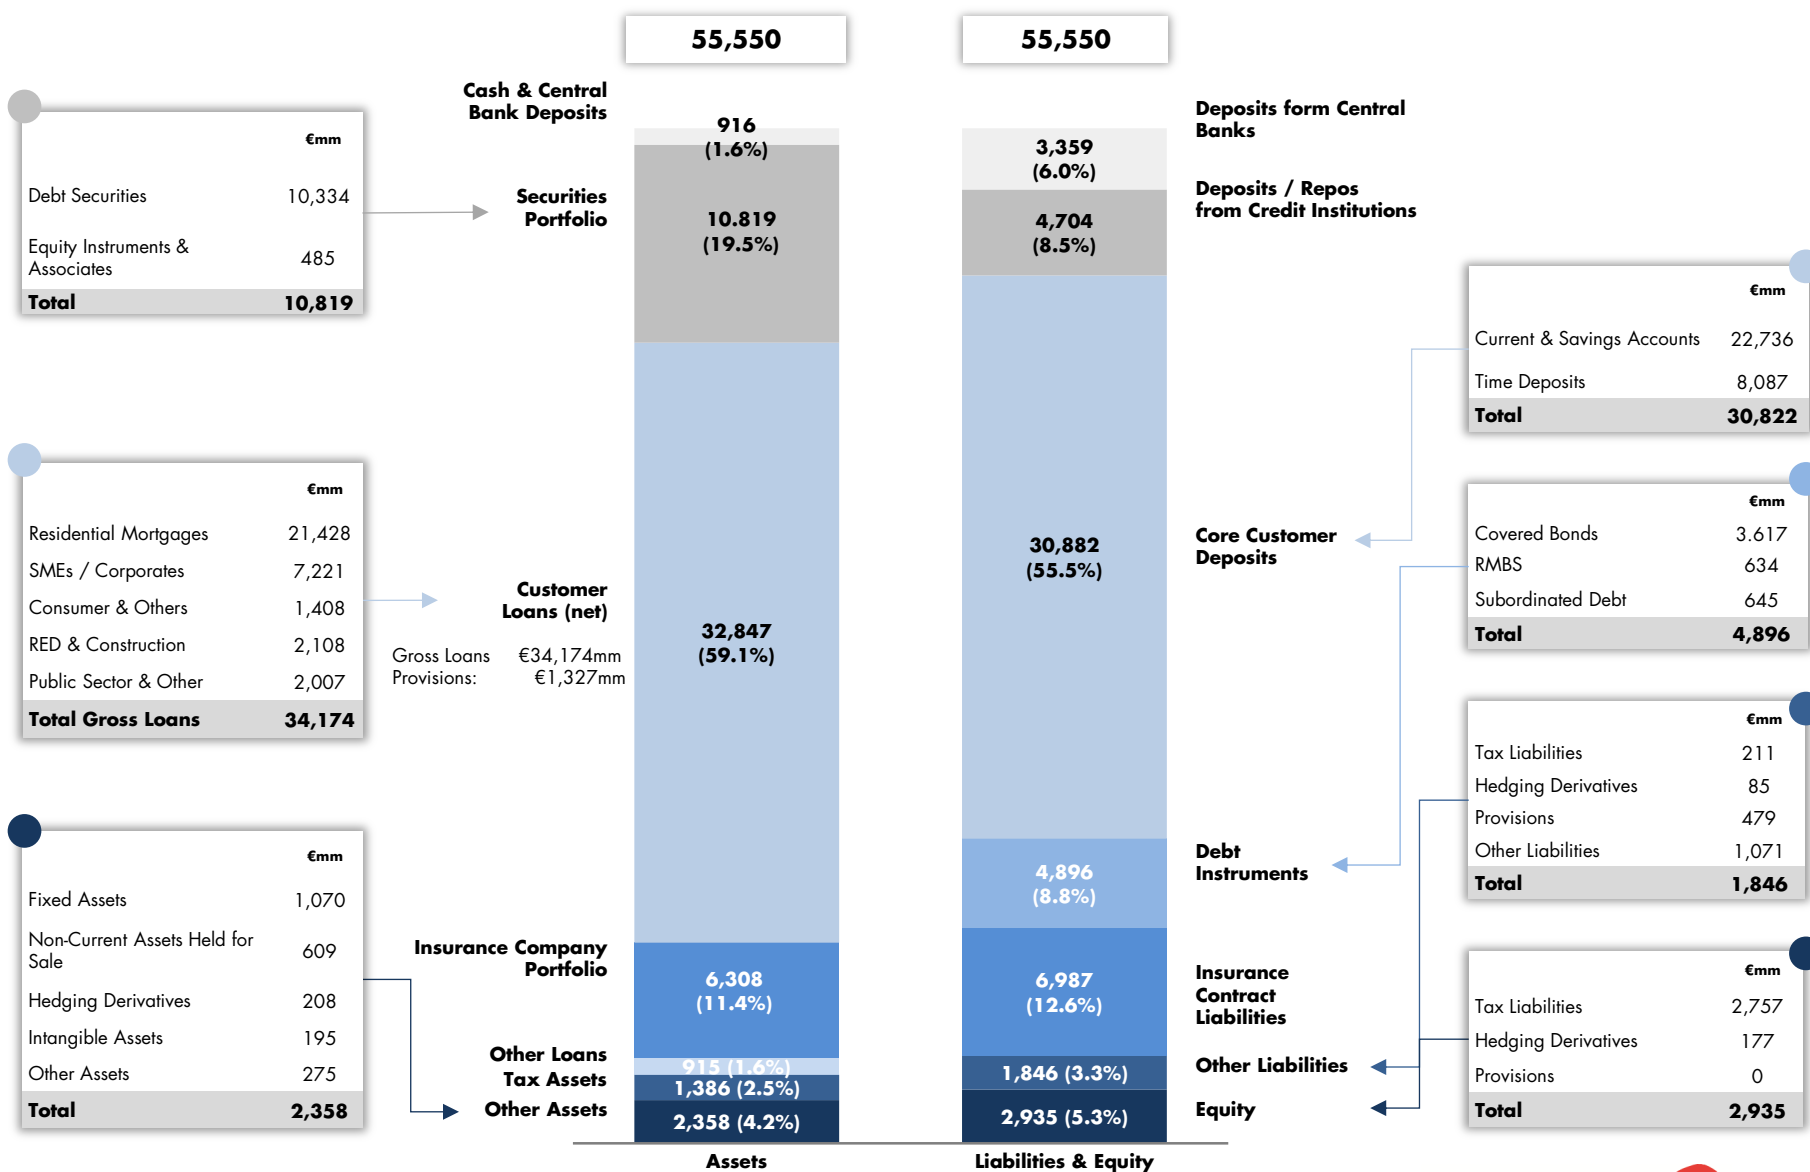 55,550
55,550
Cash & Central
Bank Deposits
916
(1.6%)
Securities
Portfolio
10.819
(19.5%)
€mm
Debt Securities 10,334
Equity Instruments &
Associates 485
Total 10,819
€mm
Residential Mortgages 21,428
SMEs / Corporates 7,221
Consumer & Others 1,408
RED & Construction 2,108
Public Sector & Other 2,007
Total Gross Loans 34,174
Customer
Loans (net)
Gross Loans €34,174mm
Provisions: €1,327mm
32,847
(59.1%)
€mm
Fixed Assets 1,070
Non-Current Assets Held for
Sale 609
Hedging Derivatives 208
Intangible Assets 195
Other Assets 275
Total 2,358
Insurance Company
Portfolio
6,308
(11.4%)
Other Loans 915 (1.6%)
Tax Assets 1,386 (2.5%)
Other Assets 2,358 (4.2%)
Assets
Deposits form Central
Banks
3,359
(6.0%)
Deposits / Repos
from Credit Institutions
4,704
(8.5%)
30,882
(55.5%)
Core Customer
Deposits
4,896
(8.8%)
Debt
Instruments
6,987
(12.6%)
Insurance
Contract
Liabilities
1,846 (3.3%)
Other Liabilities
2,935 (5.3%)
Equity
Liabilities & Equity
€mm
Current & Savings Accounts 22,736
Time Deposits 8,087
Total 30,822
€mm
Covered Bonds 3.617
RMBS 634
Subordinated Debt 645
Total 4,896
€mm
Tax Liabilities 211
Hedging Derivatives 85
Provisions 479
Other Liabilities 1,071
Total 1,846
€mm
Tax Liabilities 2,757
Hedging Derivatives 177
Provisions 0
Total 2,935